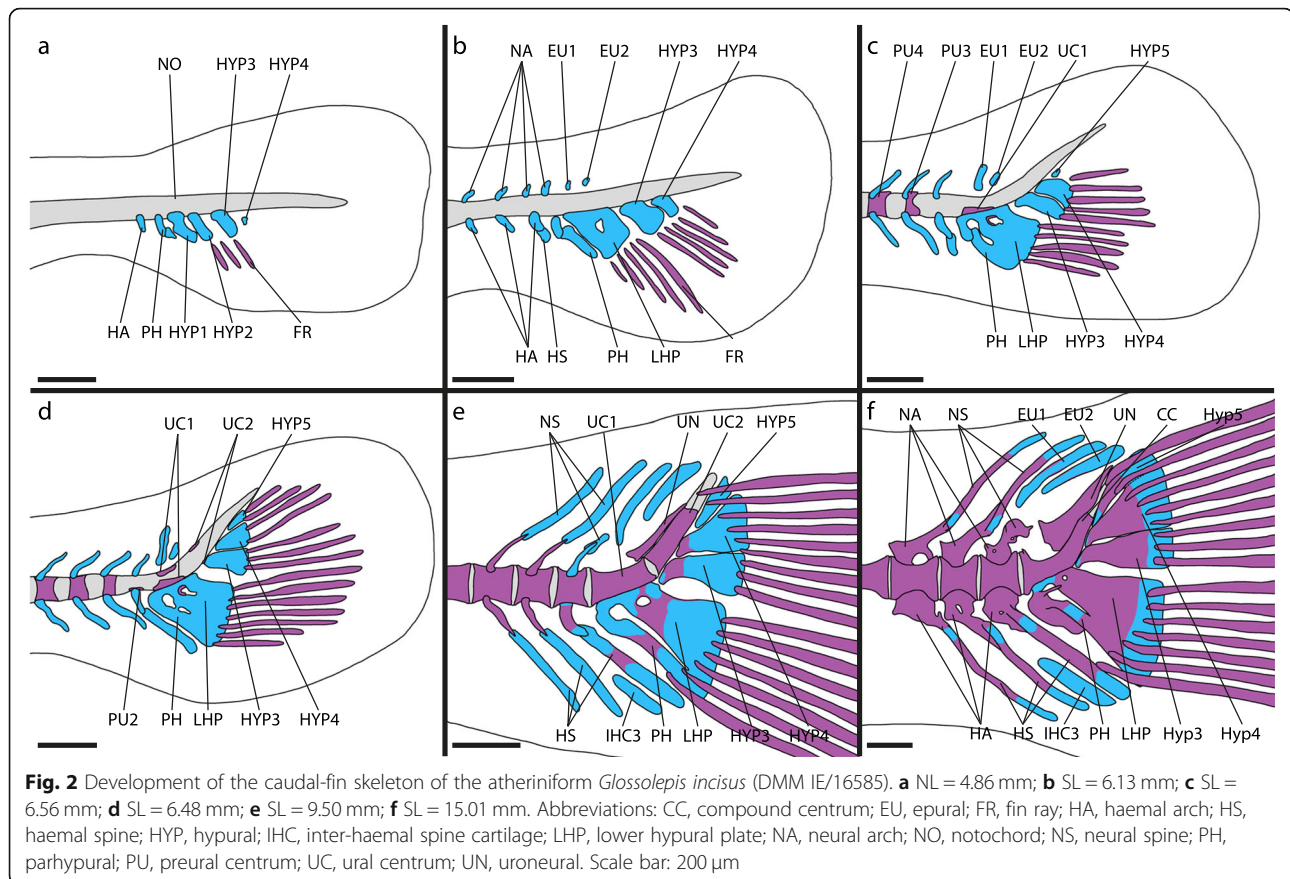 a
NO HYP3 HYP4
HA PH HYP1 HYP2 FR
b
NA EU1 EU2 HYP3 HYP4
HA HS PH LHP FR
c
PU4 PU3 EU1 EU2 UC1 HYP5
PH LHP HYP3 HYP4
d
UC1 UC2 HYP5
PU2 PH LHP HYP3 HYP4
e
NS UC1 UN UC2 HYP5
HS IHC3 PH LHP HYP3 HYP4
f
NA NS EU1 EU2 UN CC Hyp5
HA HS IHC3 PH LHP Hyp3 Hyp4
Fig. 2 Development of the caudal-fin skeleton of the atheriniform Glossolepis incisus (DMM IE/16585). a NL = 4.86 mm; b SL = 6.13 mm; c SL =
6.56 mm; d SL = 6.48 mm; e SL = 9.50 mm; f SL = 15.01 mm. Abbreviations: CC, compound centrum; EU, epural; FR, fin ray; HA, haemal arch; HS,
haemal spine; HYP, hypural; IHC, inter-haemal spine cartilage; LHP, lower hypural plate; NA, neural arch; NO, notochord; NS, neural spine; PH,
parhypural; PU, preural centrum; UC, ural centrum; UN, uroneural. Scale bar: 200 μm